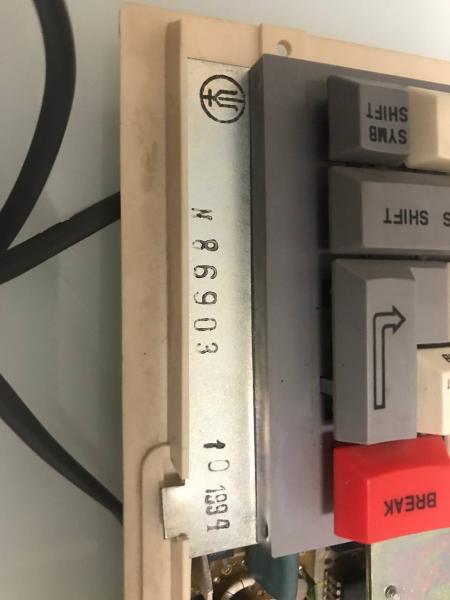 SYMB
SHIFT
S SHIFT
N 86903
10 1994
BREAK